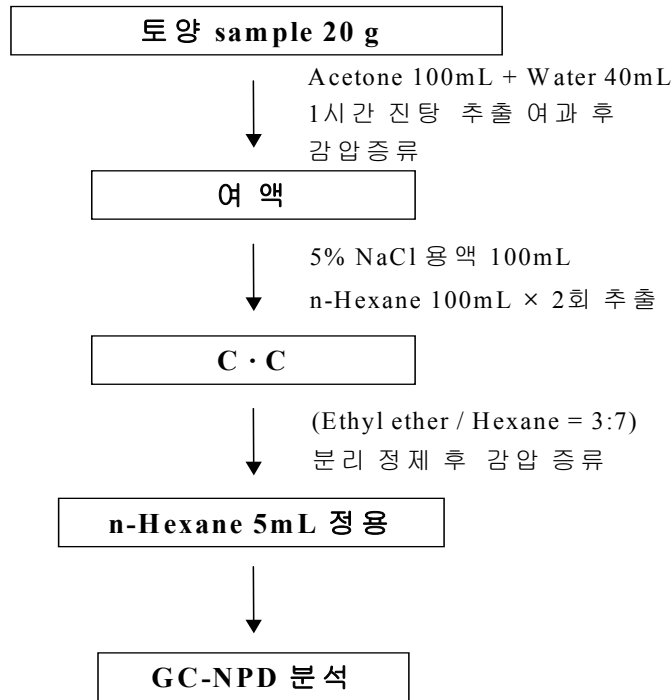 토양 sample 20 g
Acetone 100mL + Water 40mL
1시간 진탕 추출 여과 후
감압증류
여 액
5% NaCl 용액 100mL
n-Hexane 100mL × 2회 추출
C · C
(Ethyl ether / Hexane = 3:7)
분리 정제 후 감압 증류
n-Hexane 5mL 정용
GC-NPD 분석